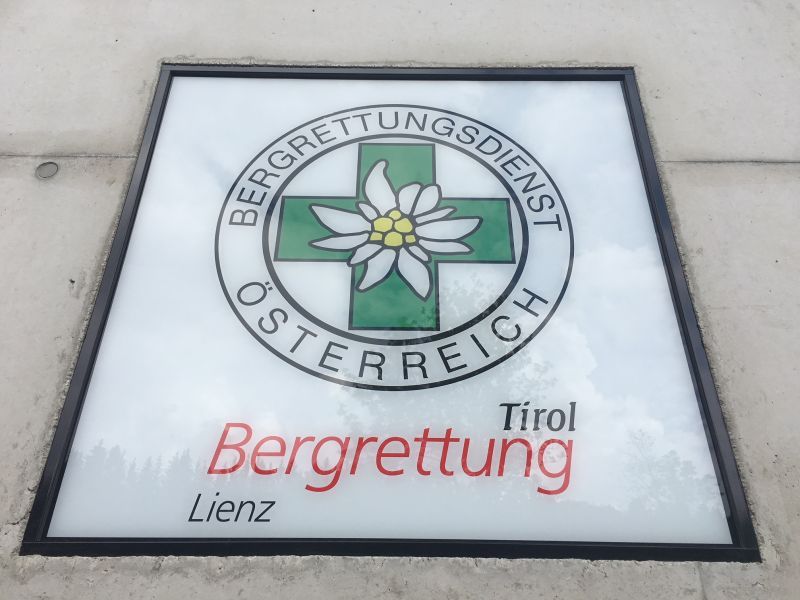 BERGRETTUNGSDIENST
ÖSTERREICH
Tirol
Bergrettung
Lienz